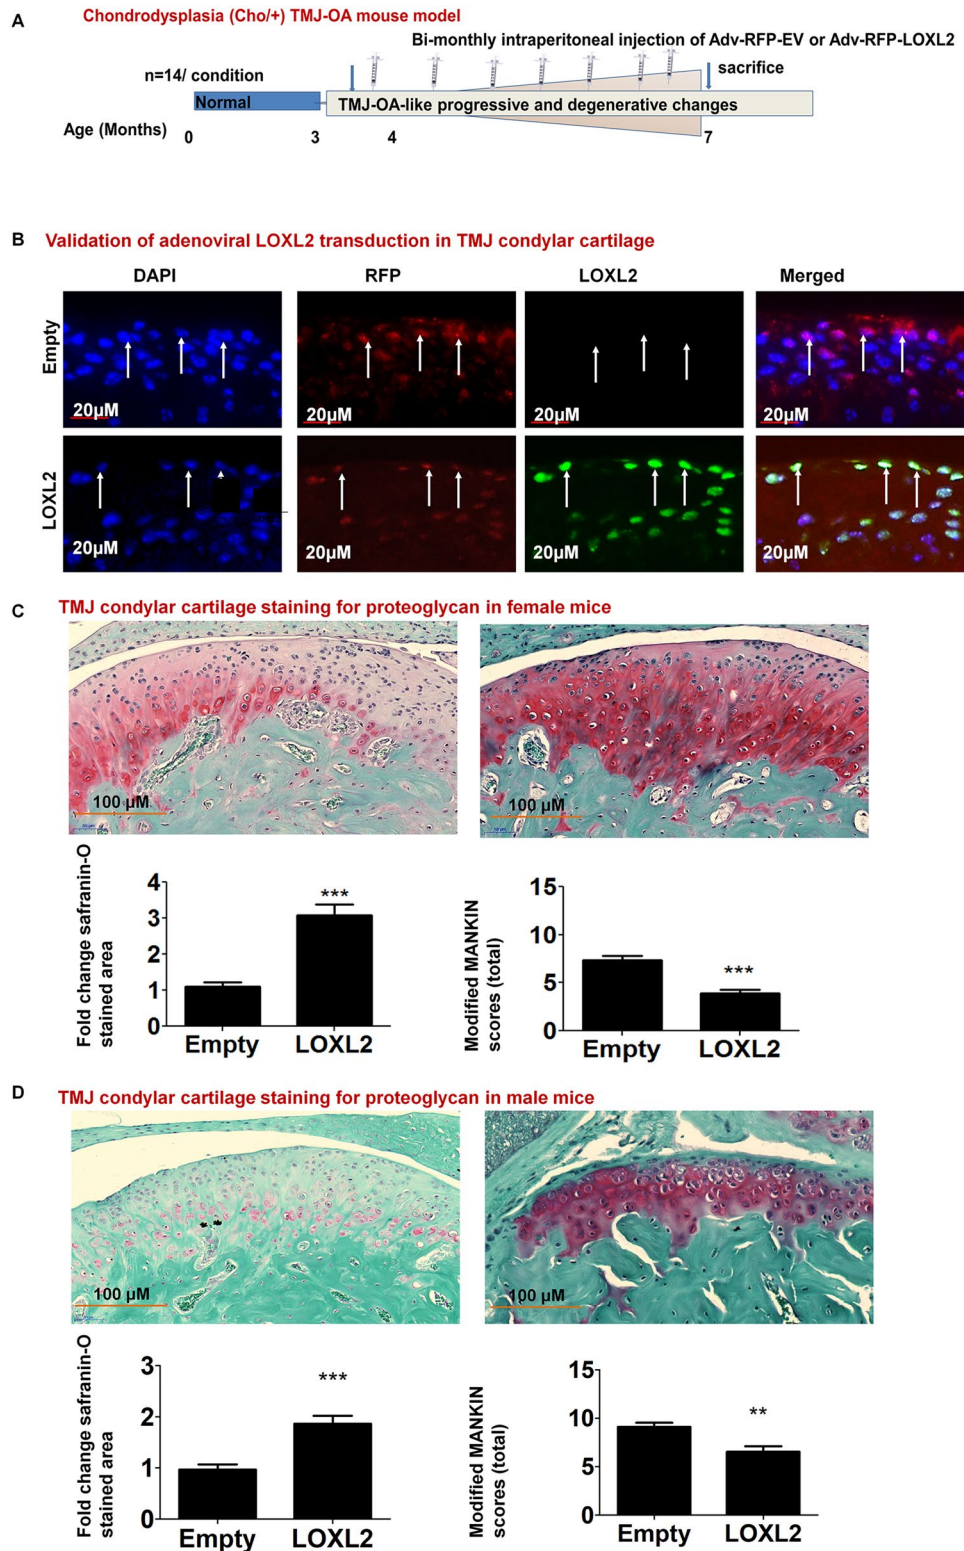 A
Chondrodysplasia (Cho/+) TMJ-OA mouse model
Bi-monthly intraperitoneal injection of Adv-RFP-EV or Adv-RFP-LOXL2
n=14/ condition
sacrifice
Normal
TMJ-OA-like progressive and degenerative changes
Age (Months)
0
3
4
7
B Validation of adenoviral LOXL2 transduction in TMJ condylar cartilage
DAPI RFP LOXL2 Merged
Empty
20µM 20µM 20µM 20µM
LOXL2
20µM 20µM 20µM 20µM
C TMJ condylar cartilage staining for proteoglycan in female mice
100 µM 100 µM
Fold change safranin-O
stained area
4
3
2
1
0
***
Empty LOXL2
Modified MANKIN
scores (total)
15
10
5
0
***
Empty LOXL2
D TMJ condylar cartilage staining for proteoglycan in male mice
100 µM 100 µM
Fold change safranin-O
stained area
3
2
1
0
***
Empty LOXL2
Modified MANKIN
scores (total)
15
10
5
0
**
Empty LOXL2